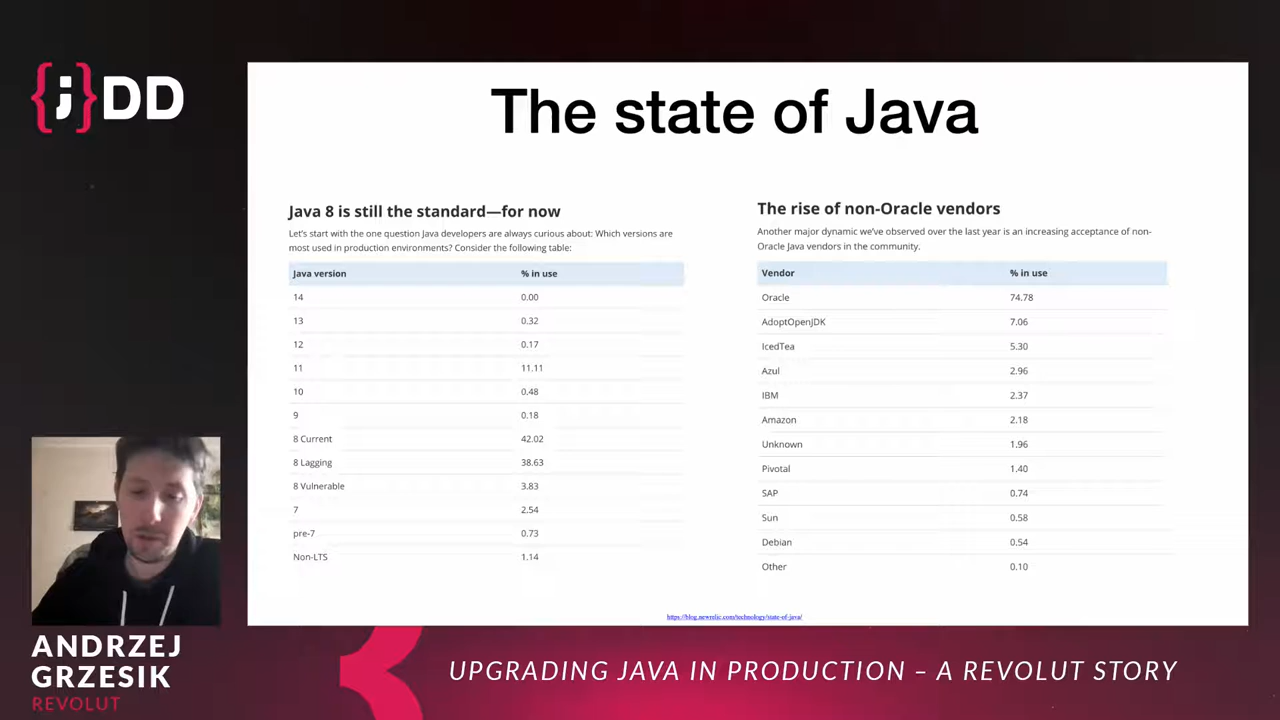 {;}DD
The state of Java
Java 8 is still the standard—for now
Let's start with the one question Java developers are always curious about: Which versions are
most used in production environments? Consider the following table:
Java version % in use
14 0.00
13 0.32
12 0.17
11 11.11
10 0.48
9 0.18
8 Current 42.02
8 Lagging 38.63
8 Vulnerable 3.83
7 2.54
pre-7 0.73
Non-LTS 1.14
The rise of non-Oracle vendors
Another major dynamic we've observed over the last year is an increasing acceptance of non-
Oracle Java vendors in the community.
Vendor % in use
Oracle 74.78
AdoptOpenJDK 7.06
IcedTea 5.30
Azul 2.96
IBM 2.37
Amazon 2.18
Unknown 1.96
Pivotal 1.40
SAP 0.74
Sun 0.58
Debian 0.54
Other 0.10
https://blog.newrelic.com/technology/state-of-java/
ANDRZEJ
GRZESIK
REVOLUT
UPGRADING JAVA IN PRODUCTION – A REVOLUT STORY